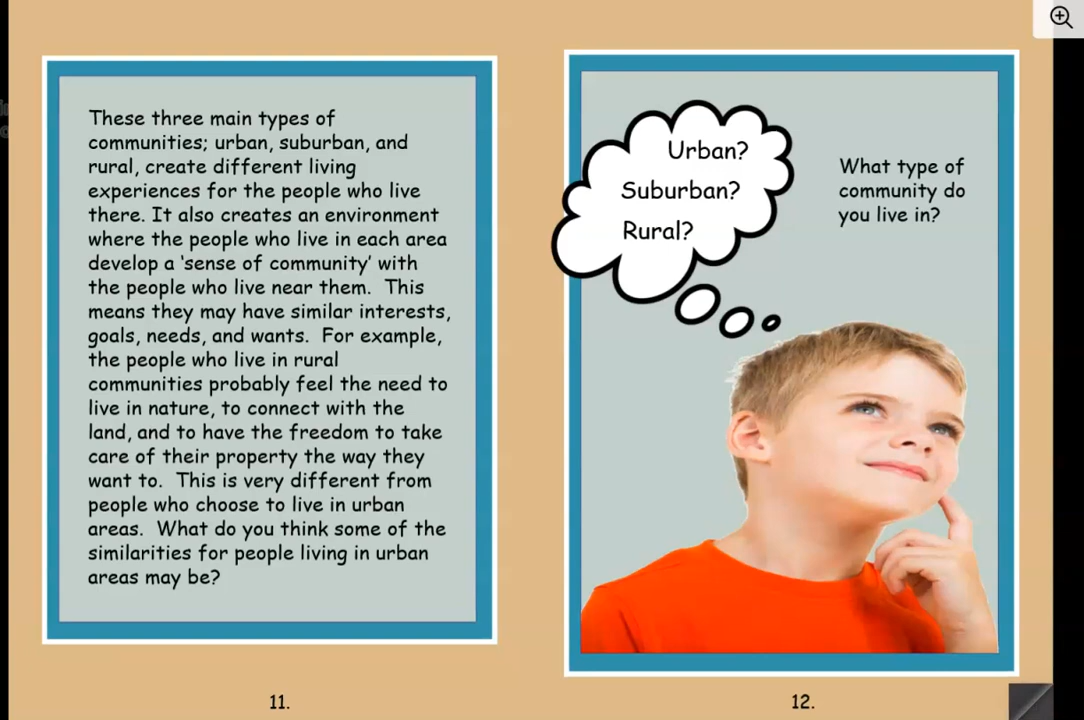 These three main types of
communities; urban, suburban, and
rural, create different living
experiences for the people who live
there. It also creates an environment
where the people who live in each area
develop a 'sense of community' with
the people who live near them. This
means they may have similar interests,
goals, needs, and wants. For example,
the people who live in rural
communities probably feel the need to
live in nature, to connect with the
land, and to have the freedom to take
care of their property the way they
want to. This is very different from
people who choose to live in urban
areas. What do you think some of the
similarities for people living in urban
areas may be?
11.
Urban?
Suburban?
Rural?
What type of
community do
you live in?
12.